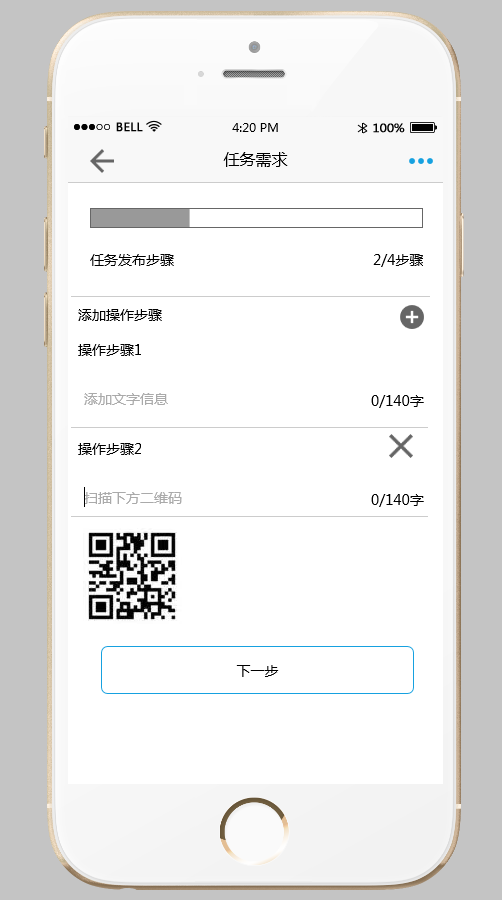 BELL 4:20 PM 100%
任务需求
任务发布步骤 2/4步骤
添加操作步骤
操作步骤1
添加文字信息 0/140字
操作步骤2
扫描下方二维码 0/140字
下一步